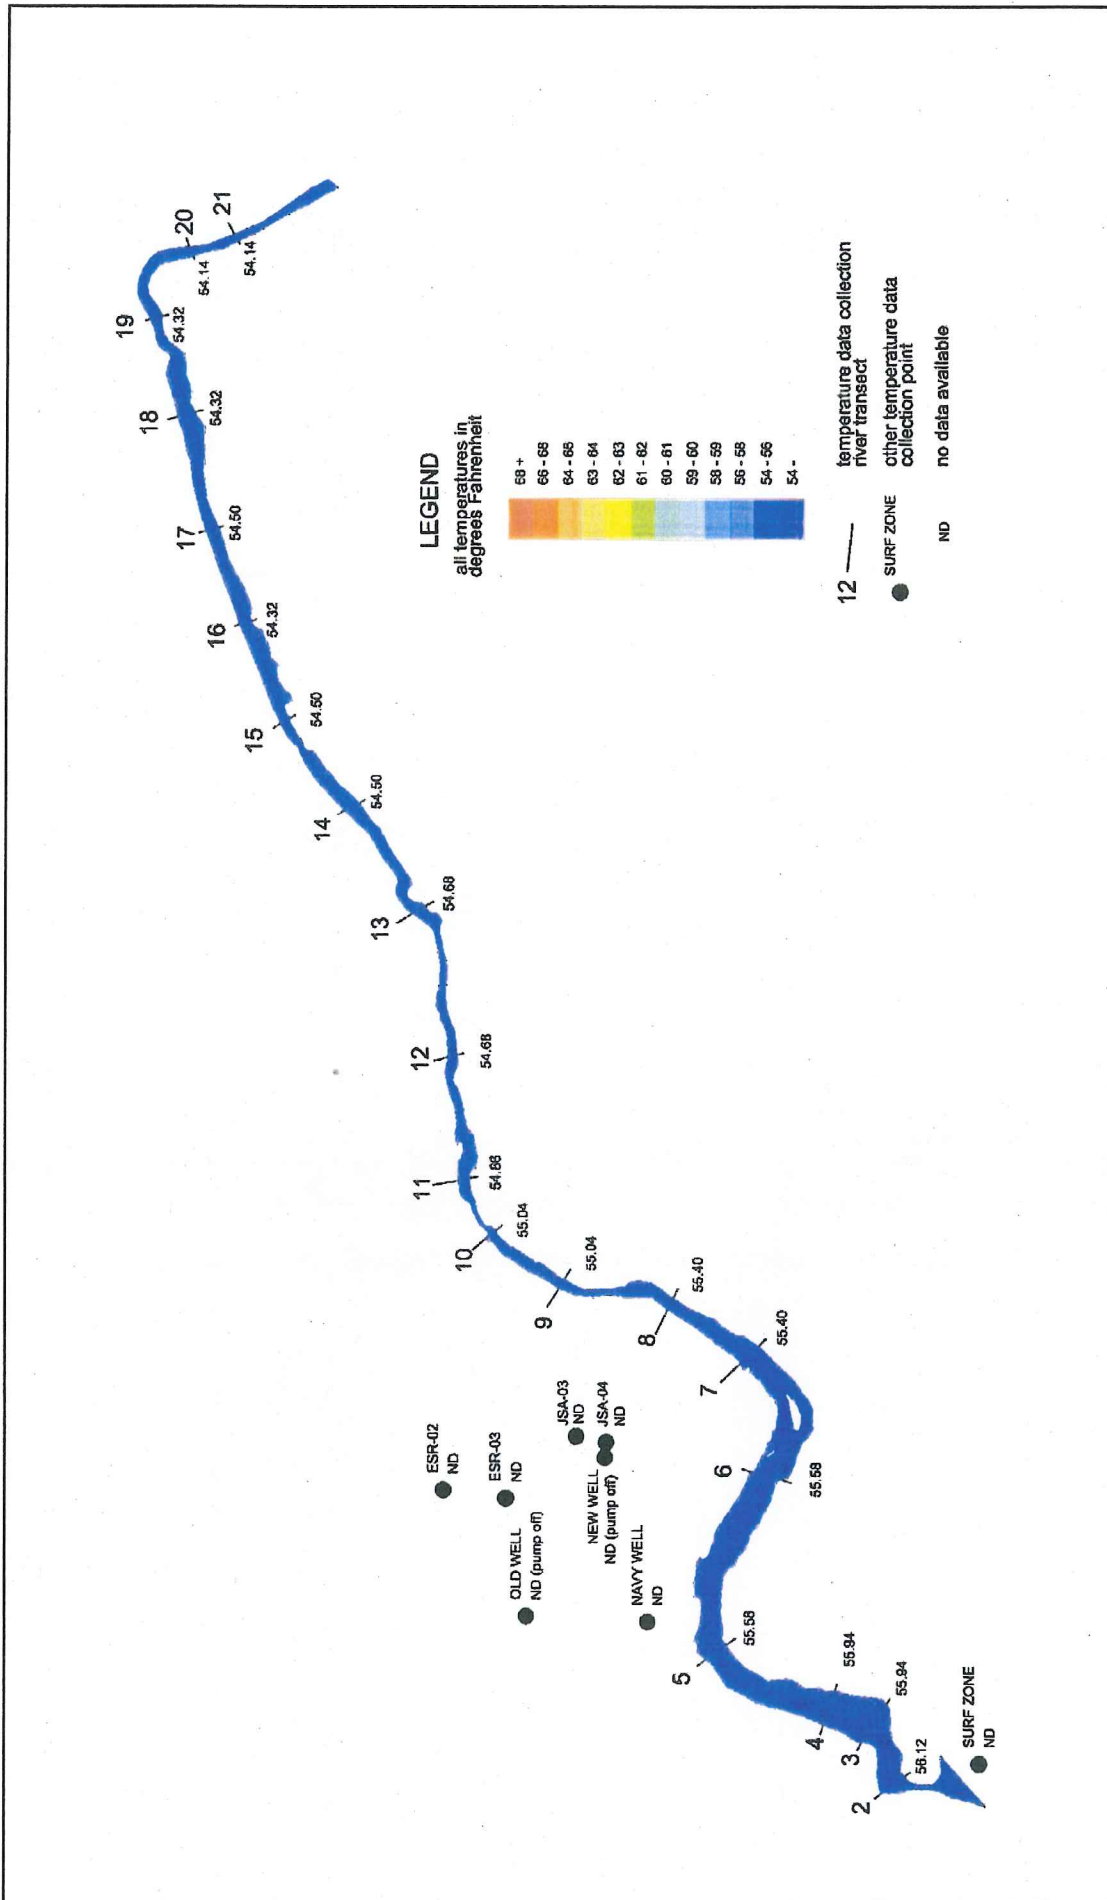 2
56.12
SURF ZONE
ND
3
55.94
4
55.94
5
55.58
6
55.58
7
55.40
8
55.40
9
55.04
10
55.04
11
54.86
12
54.68
13
54.68
14
54.50
15
54.50
16
54.32
17
54.50
18
54.32
19
54.32
20
54.14
21
54.14
ESR-02
ND
ESR-03
ND
OLD WELL
ND (pump off)
JSA-03
ND
JSA-04
ND
NEW WELL
ND (pump off)
NAVY WELL
ND
LEGEND
all temperatures in
degrees Fahrenheit
68 +
66 - 68
64 - 66
63 - 64
62 - 63
61 - 62
60 - 61
59 - 60
58 - 59
56 - 58
54 - 56
54 -
12
temperature data collection
river transect
SURF ZONE
other temperature data
collection point
ND
no data available